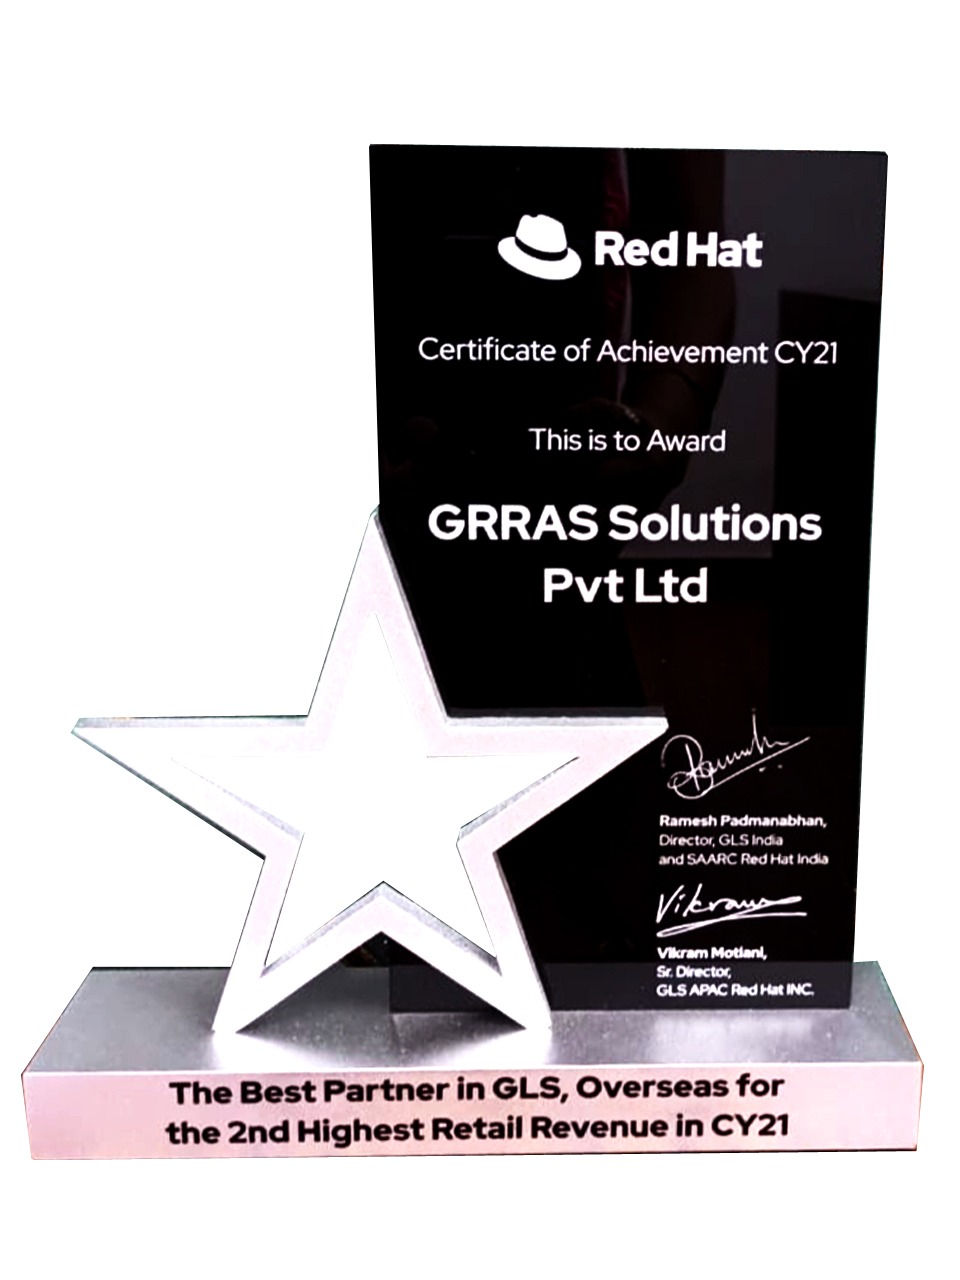 Red Hat
Certificate of Achievement CY21
This is to Award
GRRAS Solutions
Pvt Ltd
Ramesh Padmanabhan,
Director, GLS India
and SAARC Red Hat India
Vikram
Vikram Motiani,
Sr. Director,
GLS APAC Red Hat INC.
The Best Partner in GLS, Overseas for
the 2nd Highest Retail Revenue in CY21